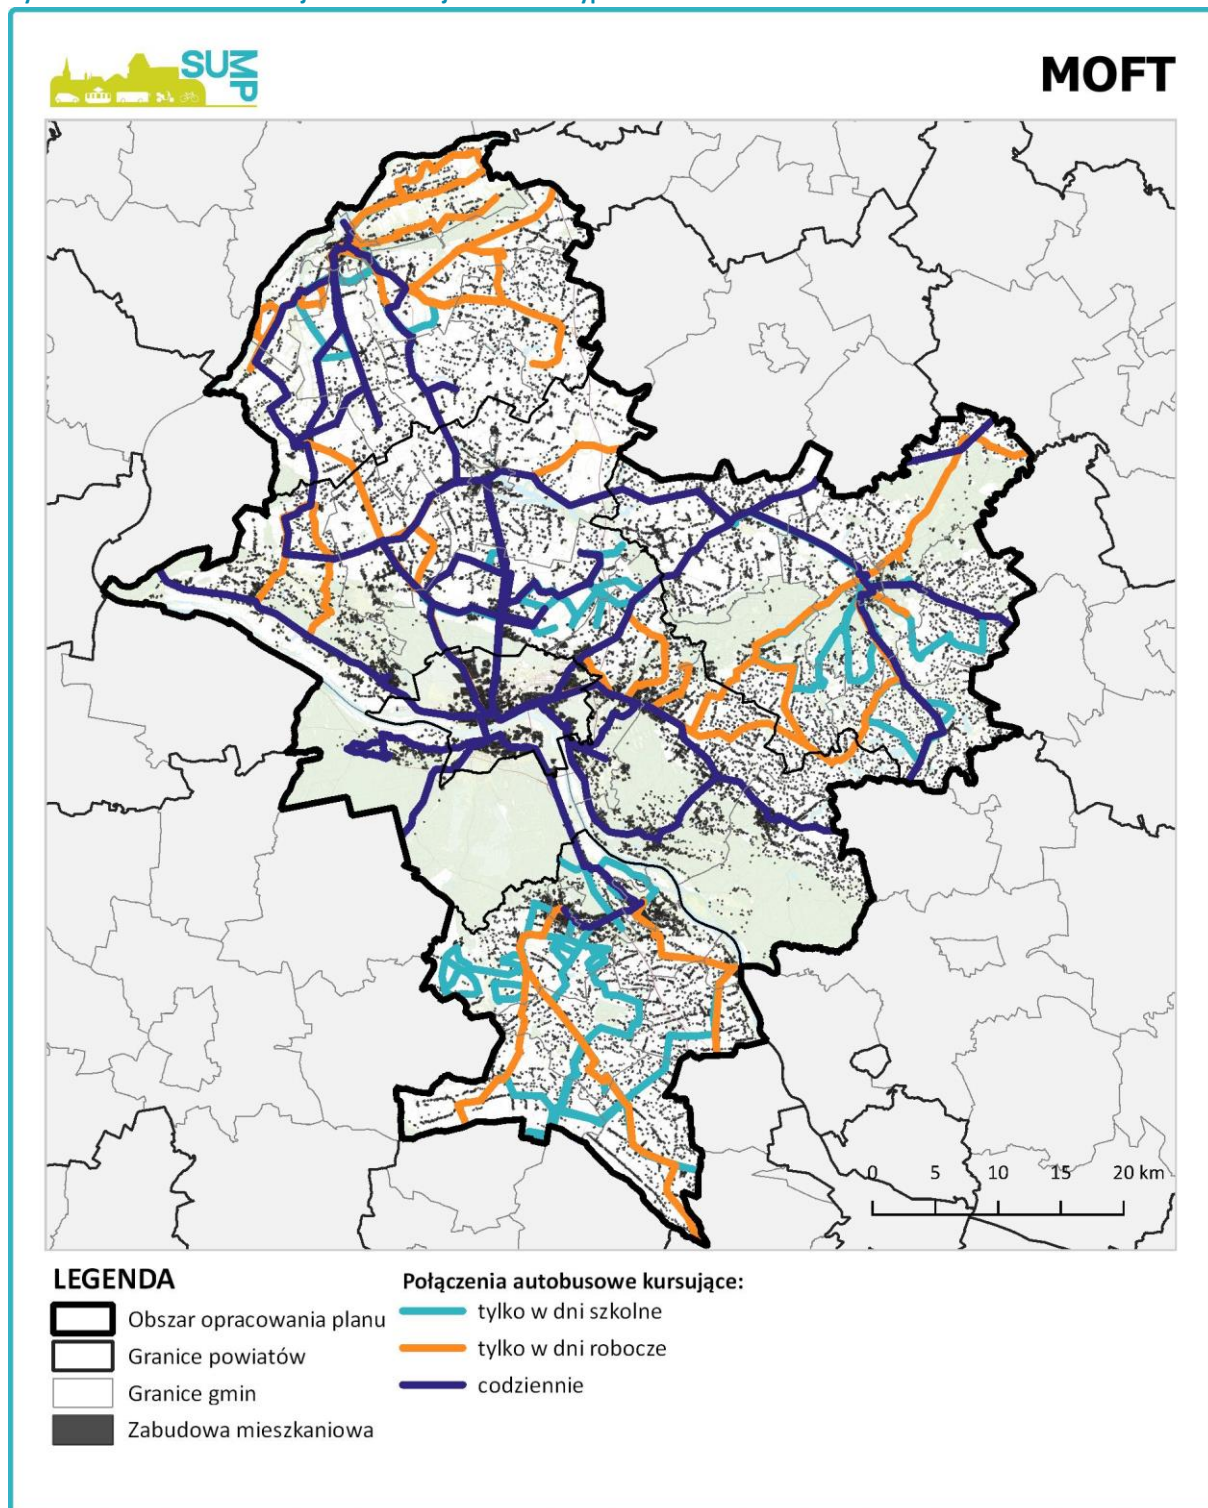 SUMP
MOFT
0 5 10 15 20 km
LEGENDA
Obszar opracowania planu
Granice powiatów
Granice gmin
Zabudowa mieszkaniowa
Połączenia autobusowe kursujące:
tylko w dni szkolne
tylko w dni robocze
codziennie